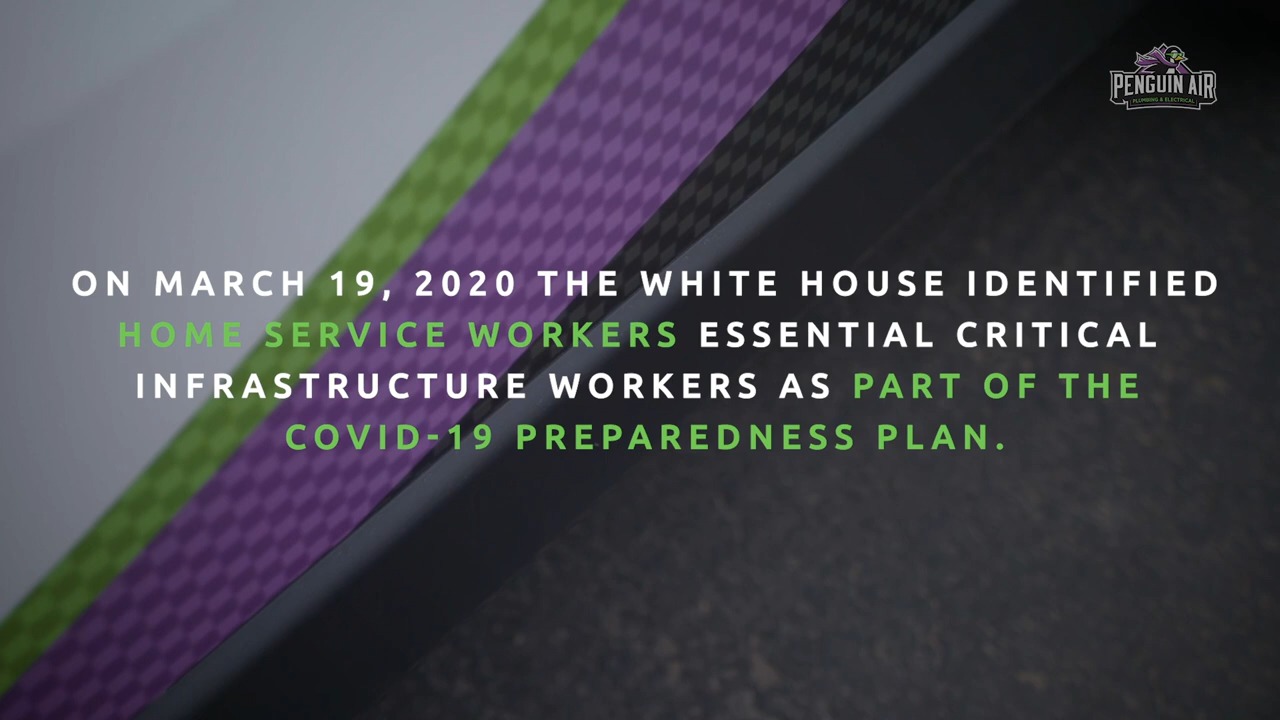 PENGUIN AIR
PLUMBING & ELECTRICAL
ON MARCH 19, 2020 THE WHITE HOUSE IDENTIFIED
HOME SERVICE WORKERS ESSENTIAL CRITICAL
INFRASTRUCTURE WORKERS AS PART OF THE
COVID-19 PREPAREDNESS PLAN.